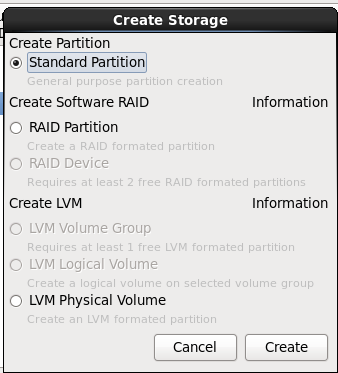 Create Storage
Create Partition
Standard Partition
General purpose partition creation
Create Software RAID Information
RAID Partition
Create a RAID formated partition
RAID Device
Requires at least 2 free RAID formated partitions
Create LVM Information
LVM Volume Group
Requires at least 1 free LVM formated partition
LVM Logical Volume
Create a logical volume on selected volume group
LVM Physical Volume
Create an LVM formated partition
Cancel Create